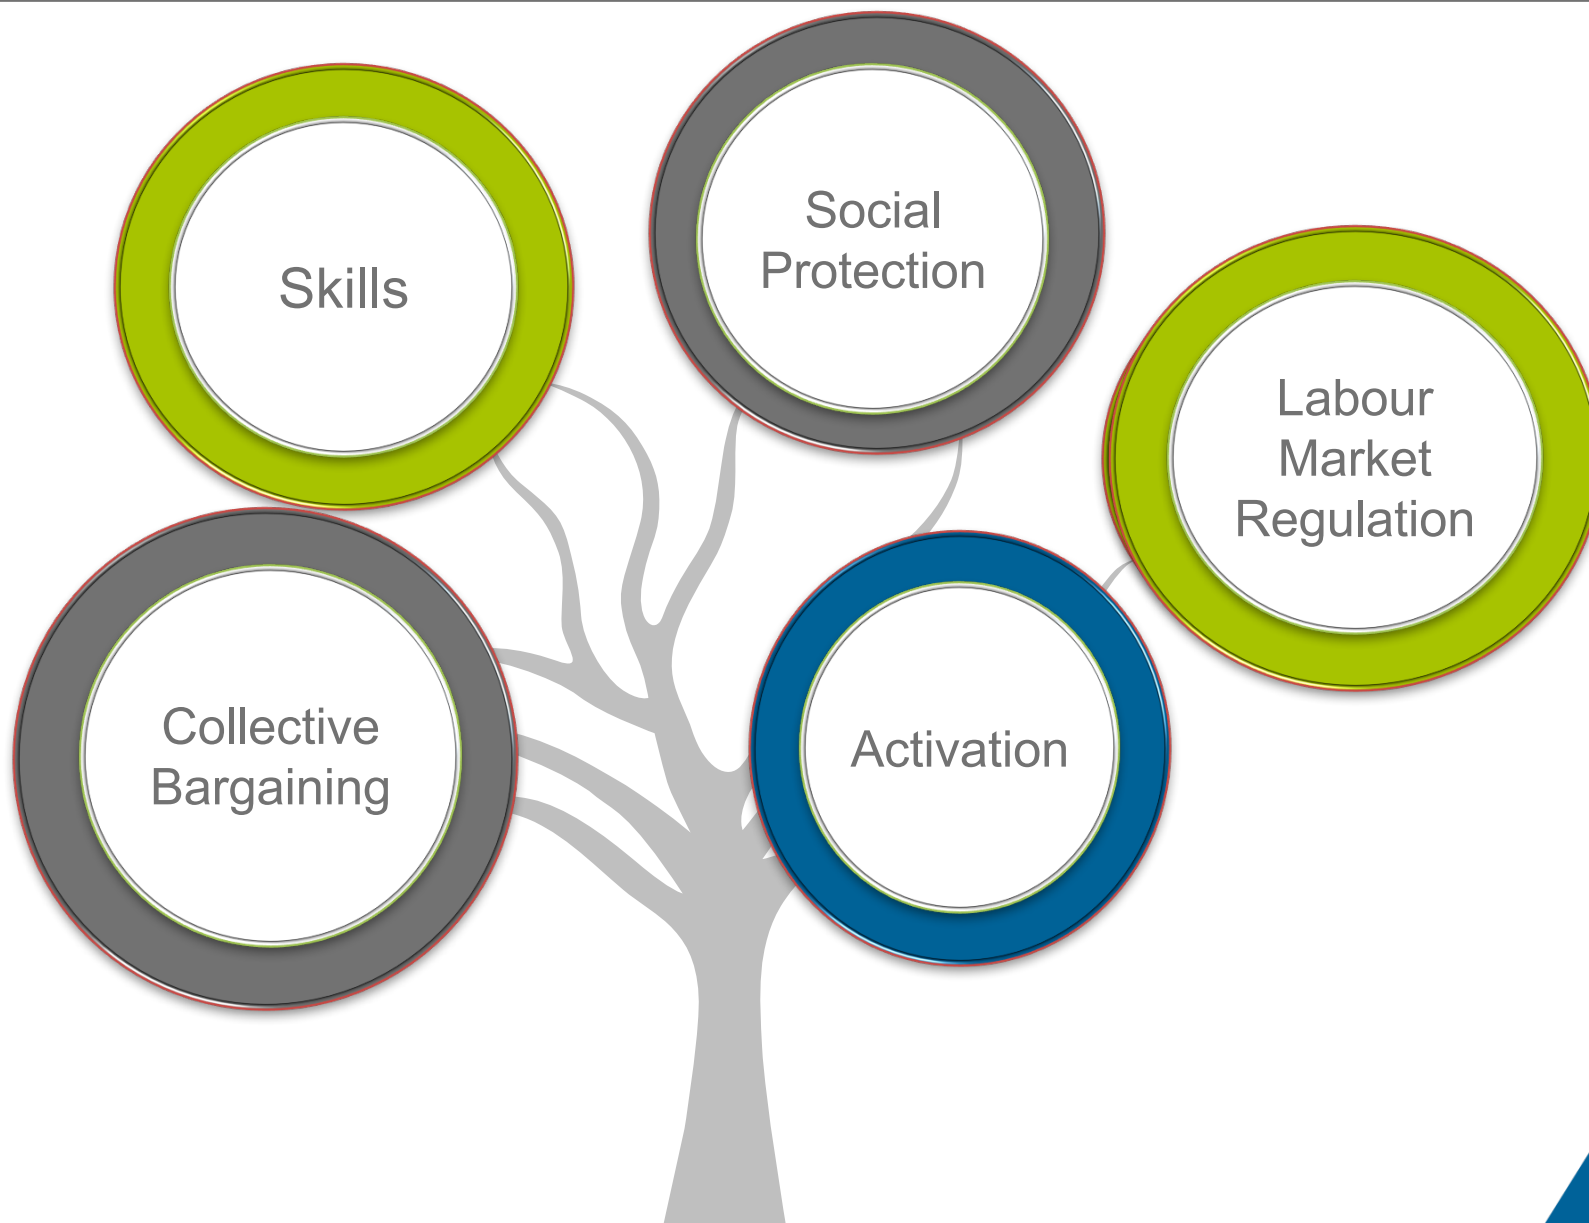 Skills
Social
Protection
Labour
Market
Regulation
Collective
Bargaining
Activation